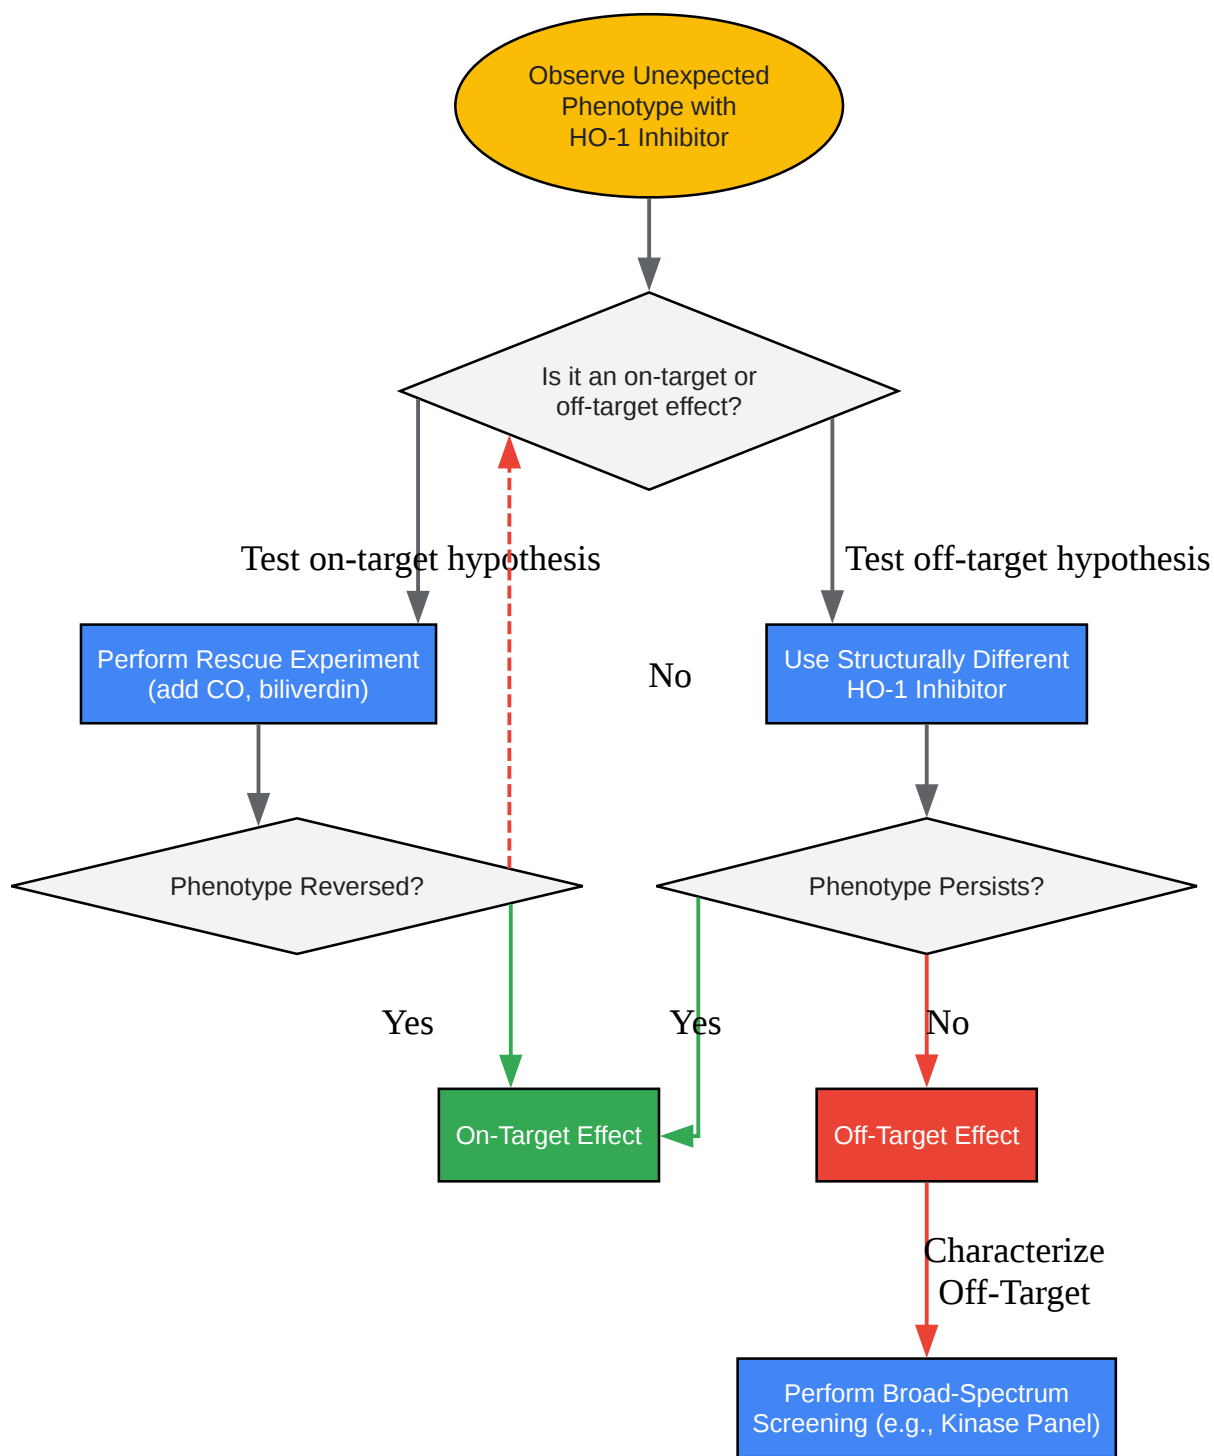 Observe Unexpected
Phenotype with
HO-1 Inhibitor
Is it an on-target or
off-target effect?
Test on-target hypothesis
Test off-target hypothesis
Perform Rescue Experiment
(add CO, biliverdin)
No
Use Structurally Different
HO-1 Inhibitor
Phenotype Reversed?
Phenotype Persists?
Yes
Yes
No
On-Target Effect
Off-Target Effect
Characterize
Off-Target
Perform Broad-Spectrum
Screening (e.g., Kinase Panel)